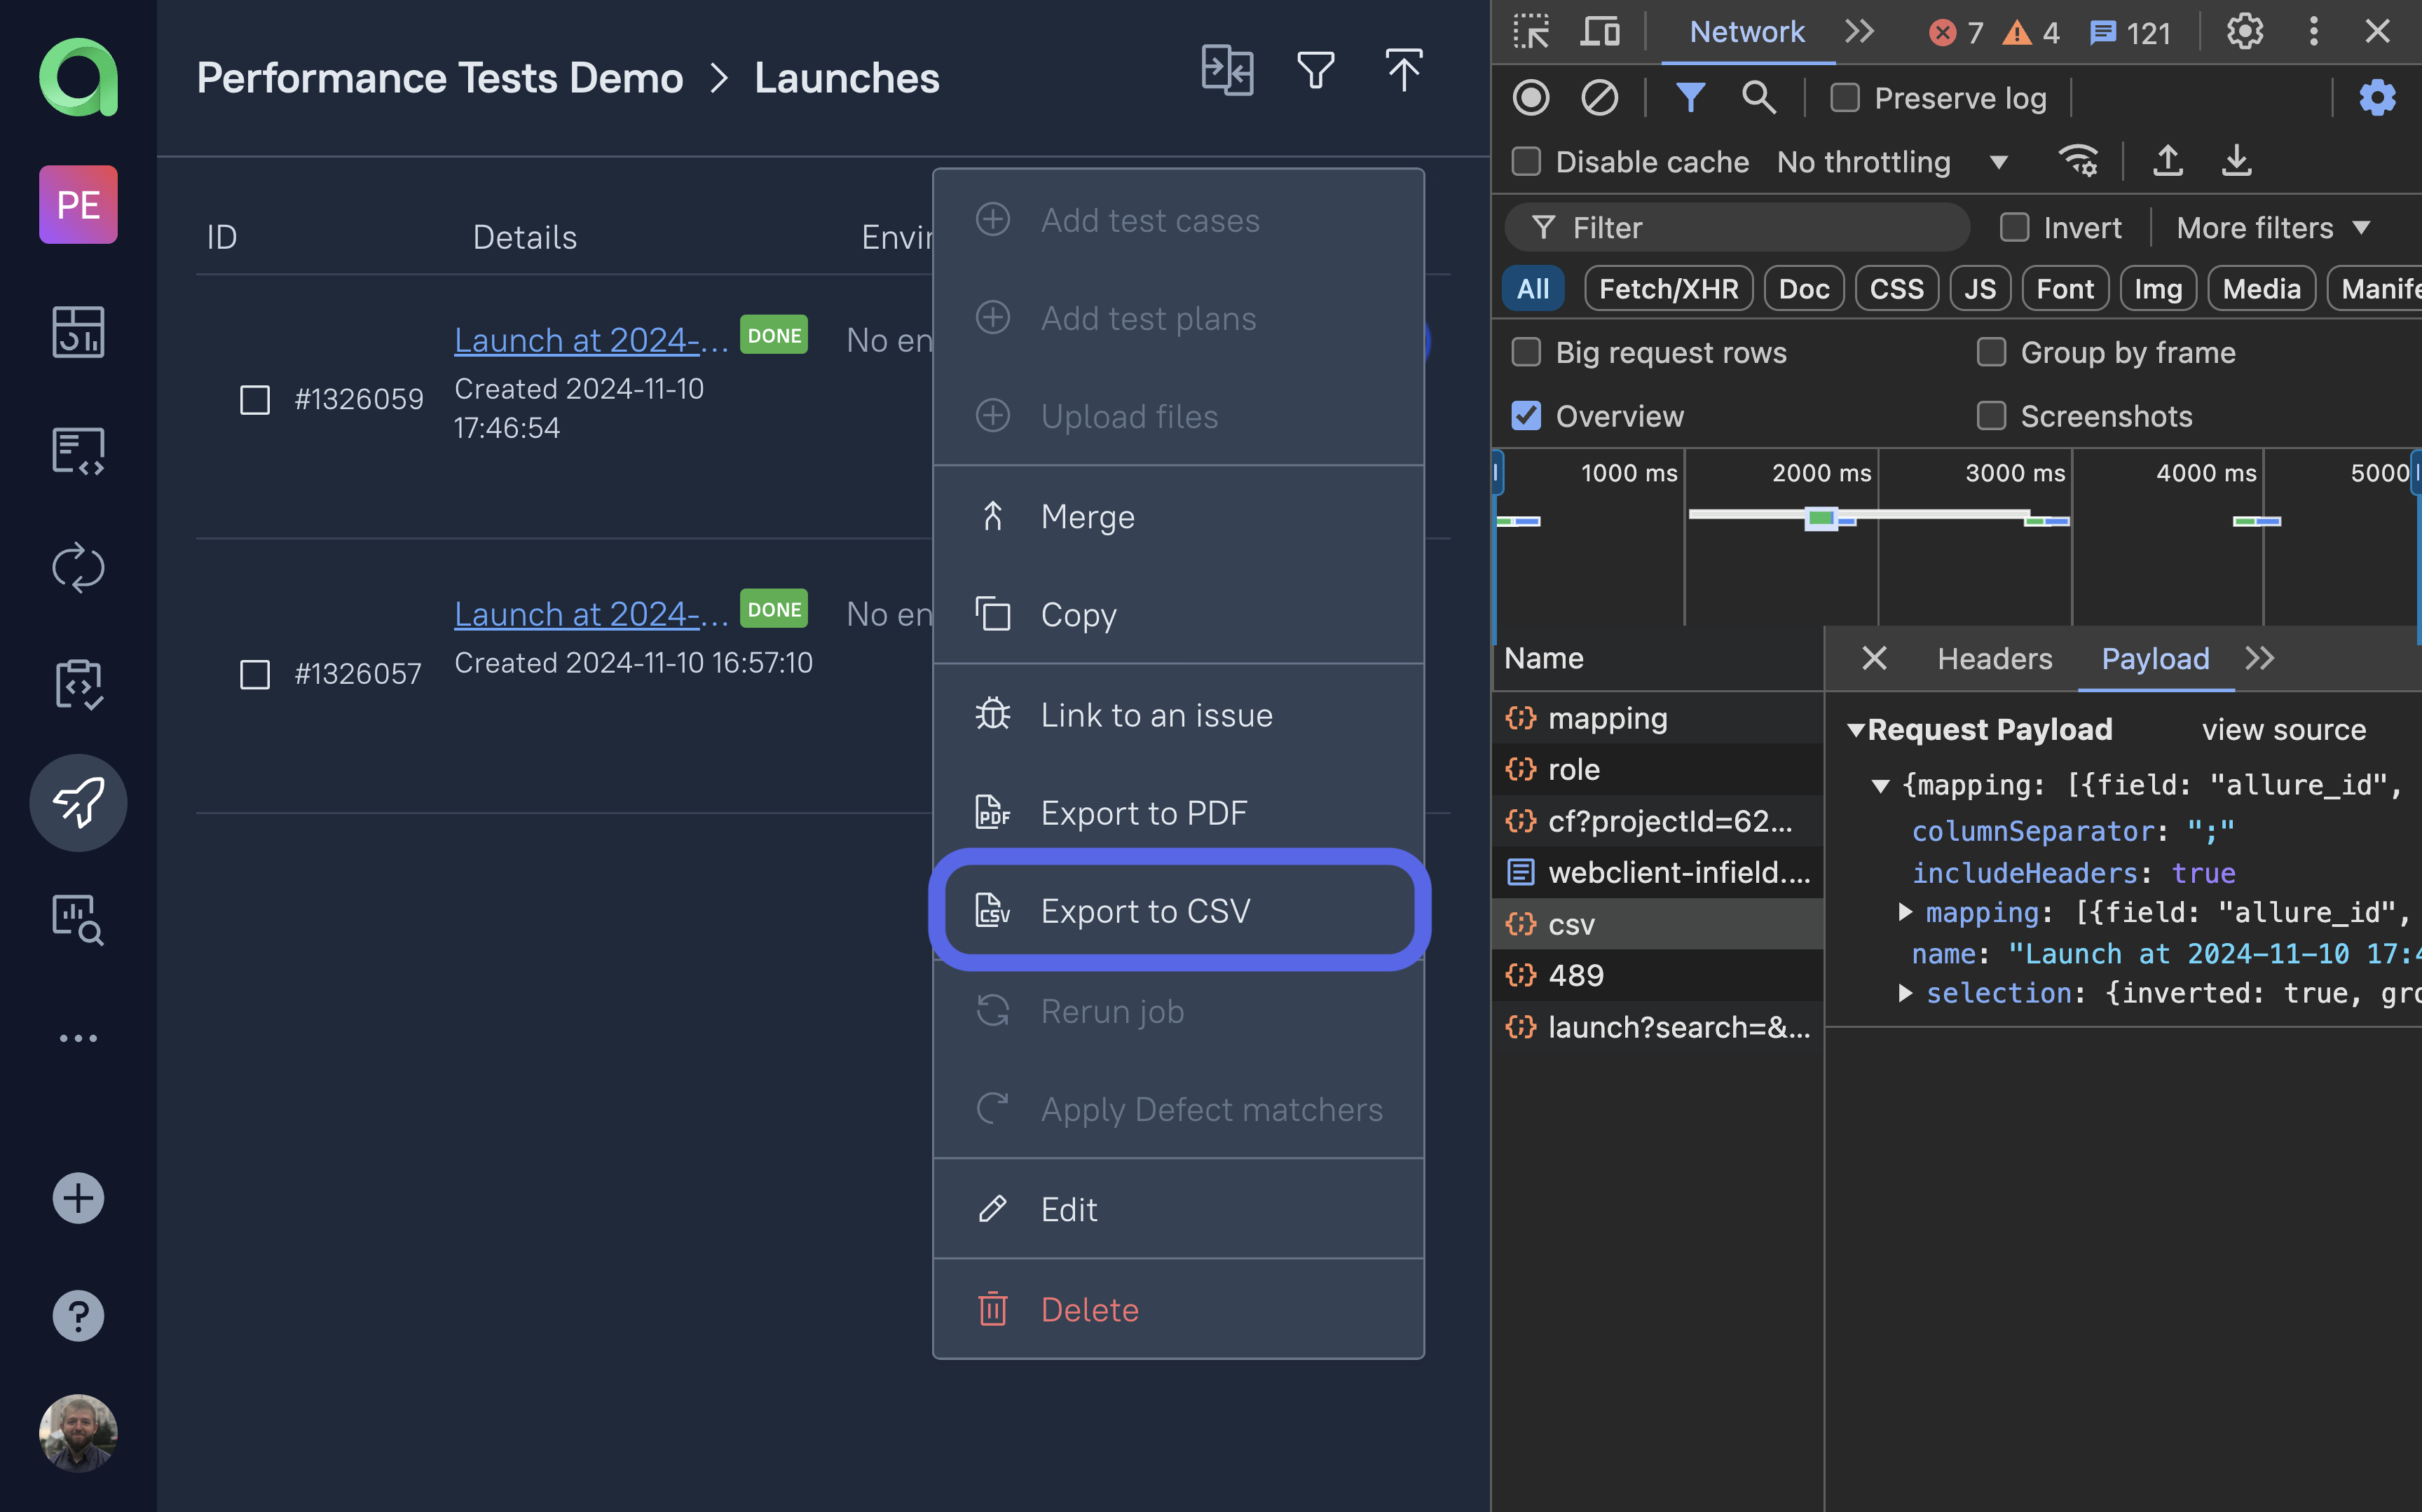 Performance Tests Demo > Launches
PE
ID
Details
Envir
Launch at 2024-...
DONE
No en
#1326059
Created 2024-11-10
17:46:54
Launch at 2024-...
DONE
No en
#1326057
Created 2024-11-10 16:57:10
Add test cases
Add test plans
Upload files
Merge
Copy
Link to an issue
PDF
Export to PDF
CSV
Export to CSV
Rerun job
Apply Defect matchers
Edit
Delete
Network
7
4
121
Preserve log
Disable cache
No throttling
Filter
Invert
More filters
All
Fetch/XHR
Doc
CSS
JS
Font
Img
Media
Manife
Big request rows
Group by frame
Overview
Screenshots
1000 ms
2000 ms
3000 ms
4000 ms
5000
Name
Headers
Payload
mapping
role
cf?projectId=62...
webclient-infield....
csv
489
launch?search=&...
Request Payload
view source
{mapping: [{field: "allure_id",
columnSeparator: ";"
includeHeaders: true
mapping: [{field: "allure_id",
name: "Launch at 2024-11-10 17:4
selection: {inverted: true, gro